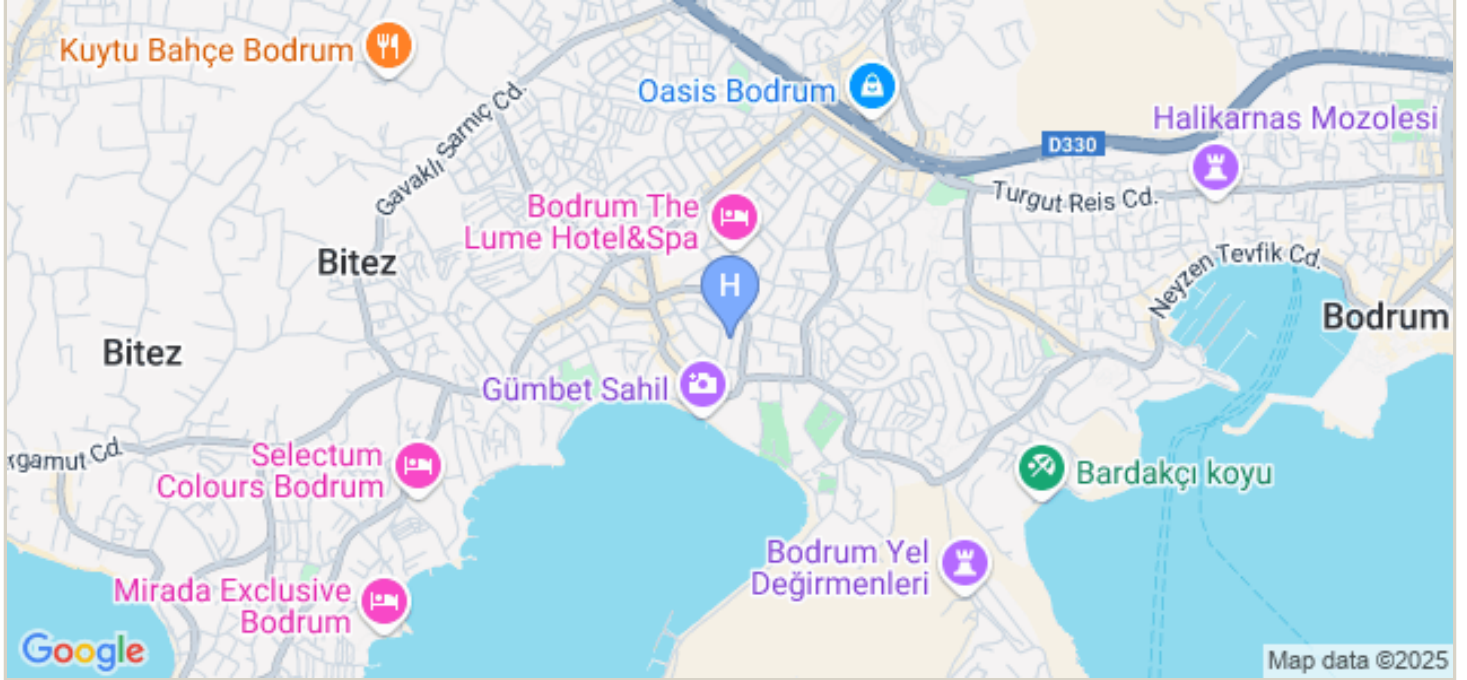 Kuytu Bahçe Bodrum
Oasis Bodrum
Halikarnas Mozolesi
D330
Gavaklı Sarnıç Cd.
Turgut Reis Cd.
Bodrum The
Lume Hotel&Spa
Bitez
Neyzen Tevfik Cd.
H
Bodrum
Bitez
Gümbet Sahil
rgamut Cd.
Selectum
Colours Bodrum
Bardakçı koyu
Bodrum Yel
Değirmenleri
Mirada Exclusive
Bodrum
Google
Map data ©2025